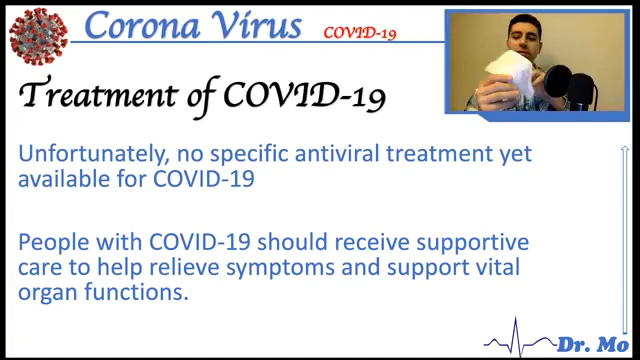 Corona Vírus COVID-19
Treatment of COVID-19
Unfortunately, no specific antiviral treatment yet
available for COVID-19
People with COVID-19 should receive supportive
care to help relieve symptoms and support vital
organ functions.
Dr. Mo